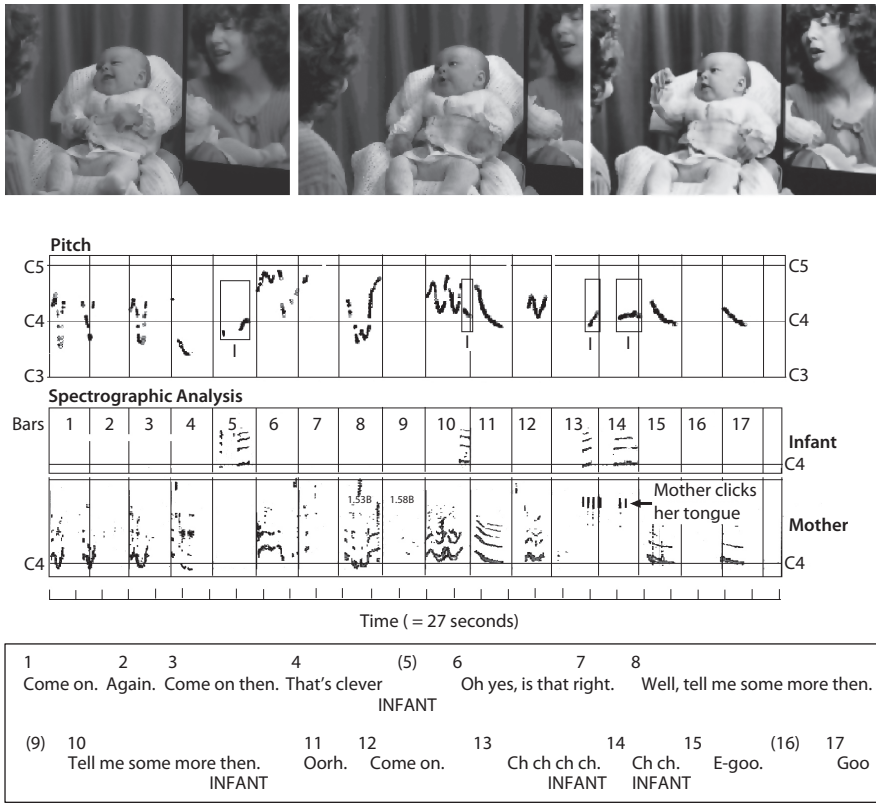 Pitch
C5 C5
C4 C4
I I I I
C3 C3
Spectrographic Analysis
Bars 1 2 3 4 5 6 7 8 9 10 11 12 13 14 15 16 17
Infant
C4
1.53B 1.58B
Mother clicks
her tongue
Mother
C4 C4
Time ( = 27 seconds)
1 2 3 4 (5) 6 7 8
Come on. Again. Come on then. That's clever Oh yes, is that right. Well, tell me some more then.
INFANT
(9) 10 11 12 13 14 15 (16) 17
Tell me some more then. Oorh. Come on. Ch ch ch ch. Ch ch. E-goo. Goo
INFANT INFANT INFANT